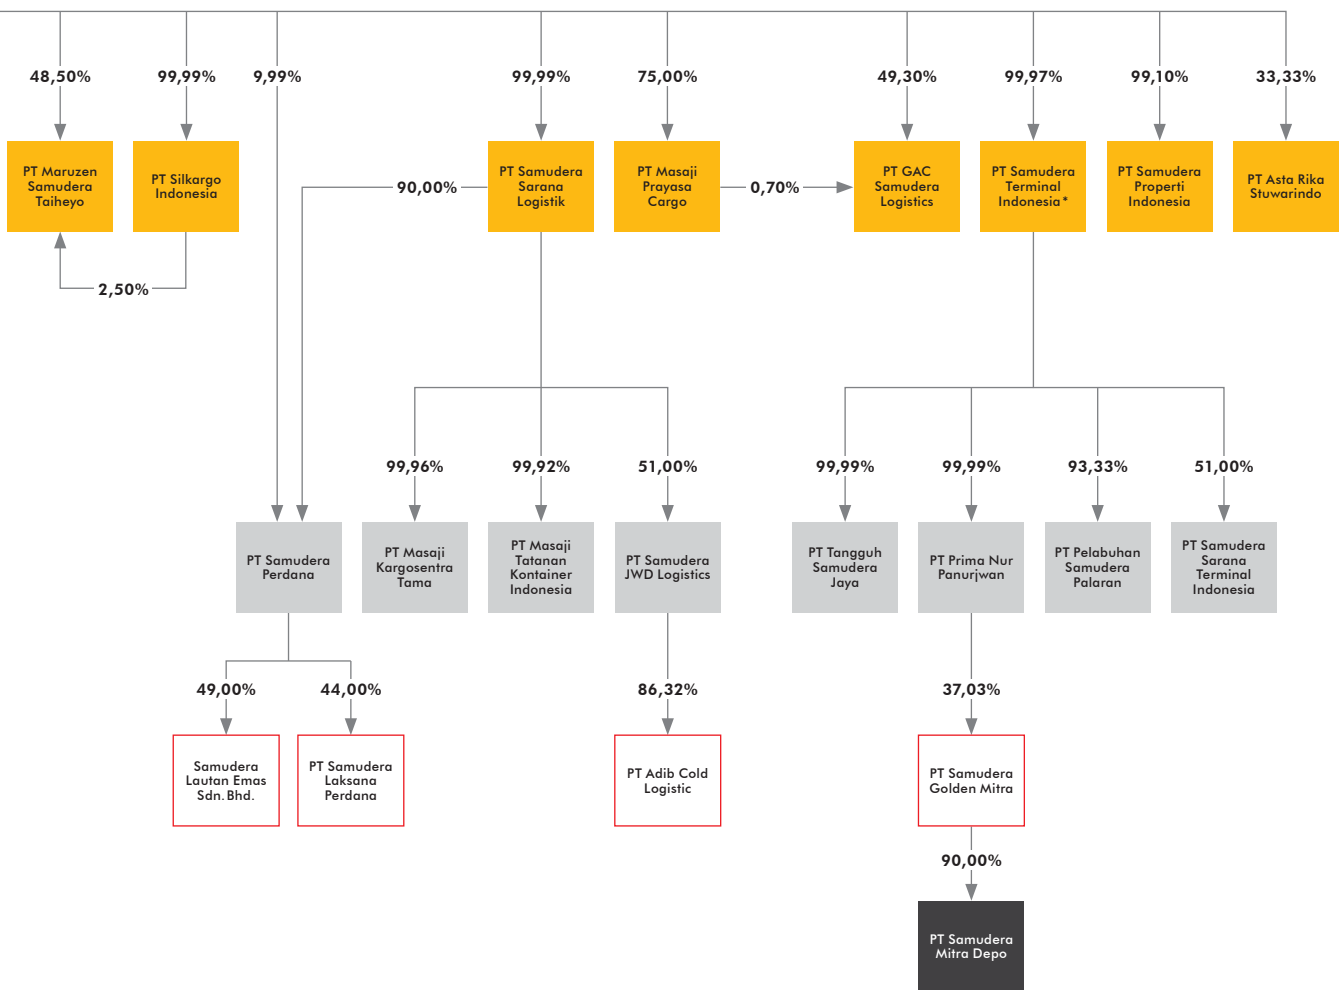 48,50%
99,99%
9,99%
99,99%
75,00%
49,30%
99,97%
99,10%
33,33%
PT Maruzen
Samudera
Taiheyo
PT Silkargo
Indonesia
PT Samudera
Sarana
Logistik
PT Masaji
Prayasa
Cargo
PT GAC
Samudera
Logistics
PT Samudera
Terminal
Indonesia*
PT Samudera
Properti
Indonesia
PT Asta Rika
Stuwarindo
90,00%
0,70%
2,50%
99,96%
99,92%
51,00%
99,99%
99,99%
93,33%
51,00%
PT Samudera
Perdana
PT Masaji
Kargosentra
Tama
PT Masaji
Tatanan
Kontainer
Indonesia
PT Samudera
JWD Logistics
PT Tangguh
Samudera
Jaya
PT Prima Nur
Panurjwan
PT Pelabuhan
Samudera
Palaran
PT Samudera
Sarana
Terminal
Indonesia
49,00%
44,00%
86,32%
37,03%
Samudera
Lautan Emas
Sdn. Bhd.
PT Samudera
Laksana
Perdana
PT Adib Cold
Logistic
PT Samudera
Golden Mitra
90,00%
PT Samudera
Mitra Depo